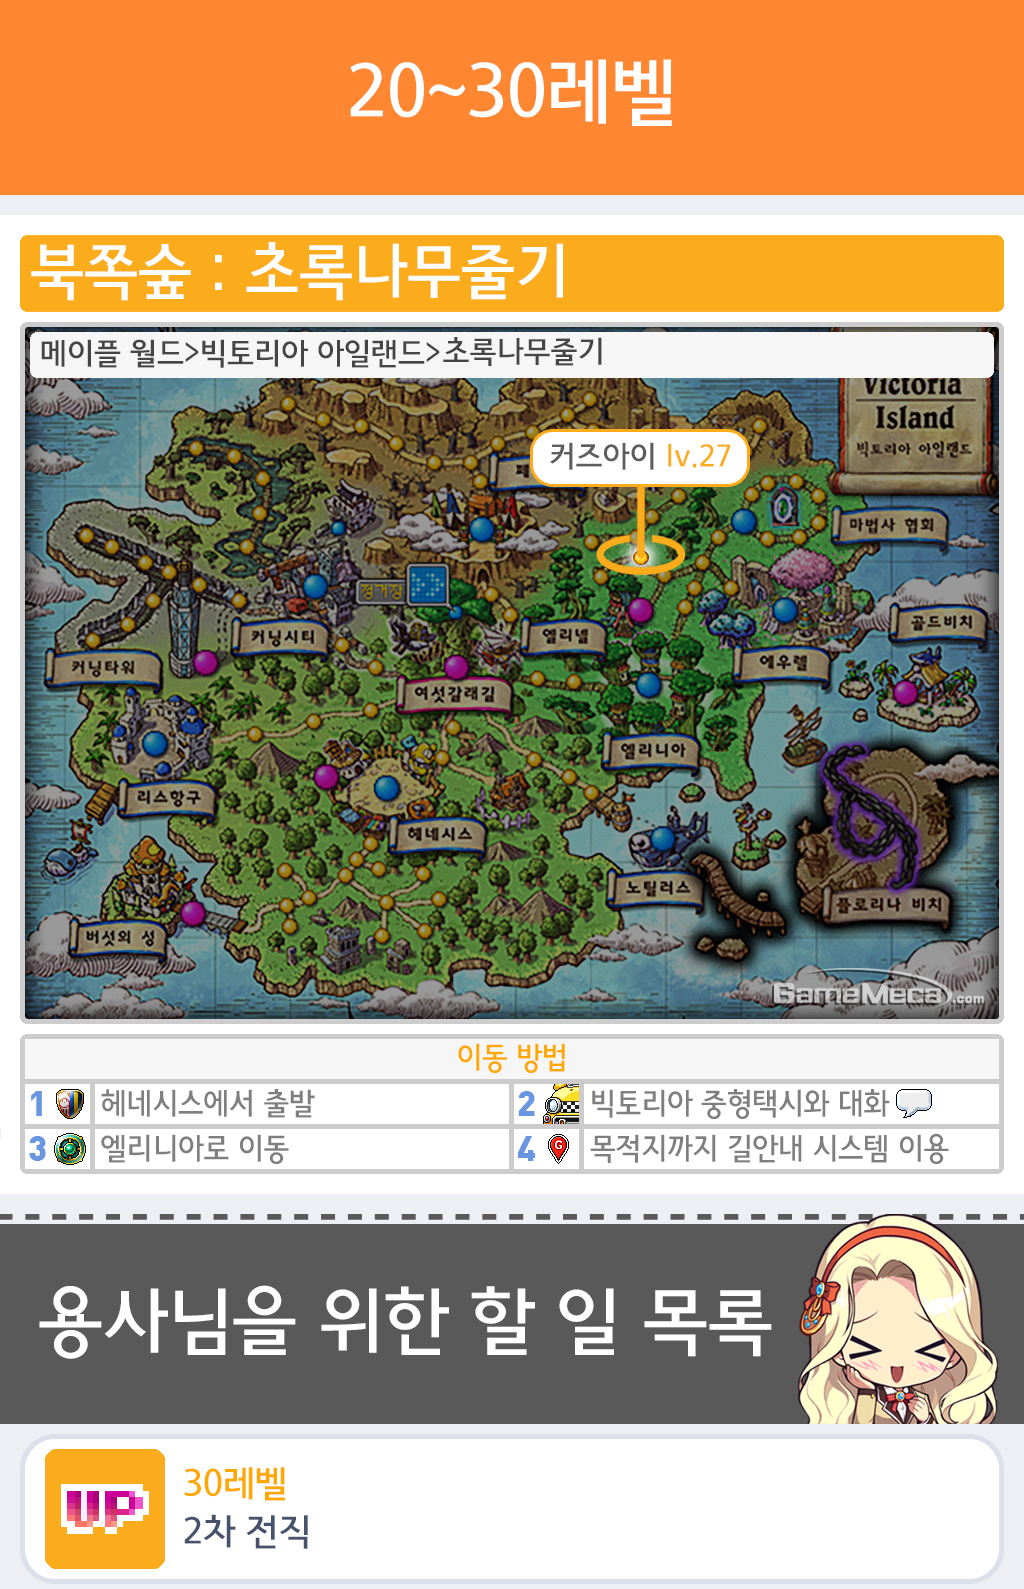 20~30레벨
북쪽숲 : 초록나무줄기
메이플 월드>빅토리아 아일랜드>초록나무줄기
Victoria
Island
빅토리아 아일랜드
커즈아이 lv.27
페
마법사 협회
정거장
골드비치
커닝시티
엘리넬
커닝타워
에우렐
여섯갈래길
엘리니아
리스항구
헤네시스
노틸러스
플로리나 비치
버섯의 성
GameMeca.com
이동 방법
1 헤네시스에서 출발
2 빅토리아 중형택시와 대화
3 엘리니아로 이동
4 G 목적지까지 길안내 시스템 이용
용사님을 위한 할 일 목록
UP
30레벨
2차 전직